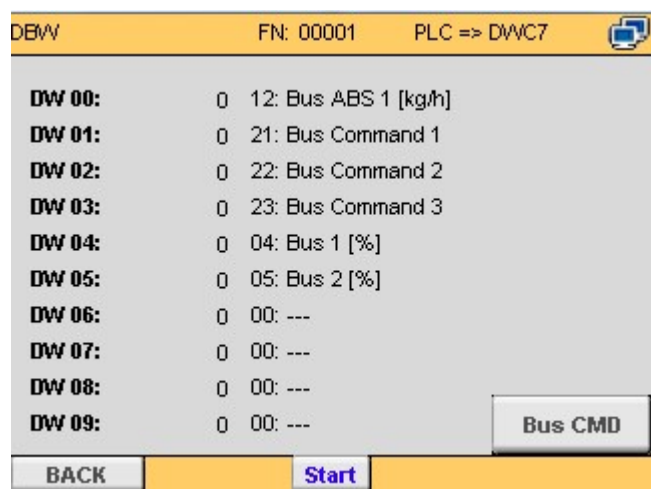 DBW FN: 00001 PLC => DWC7
DW 00: 0 12: Bus ABS 1 [kg/h]
DW 01: 0 21: Bus Command 1
DW 02: 0 22: Bus Command 2
DW 03: 0 23: Bus Command 3
DW 04: 0 04: Bus 1 [%]
DW 05: 0 05: Bus 2 [%]
DW 06: 0 00: ---
DW 07: 0 00: ---
DW 08: 0 00: ---
DW 09: 0 00: ---
Bus CMD
BACK Start